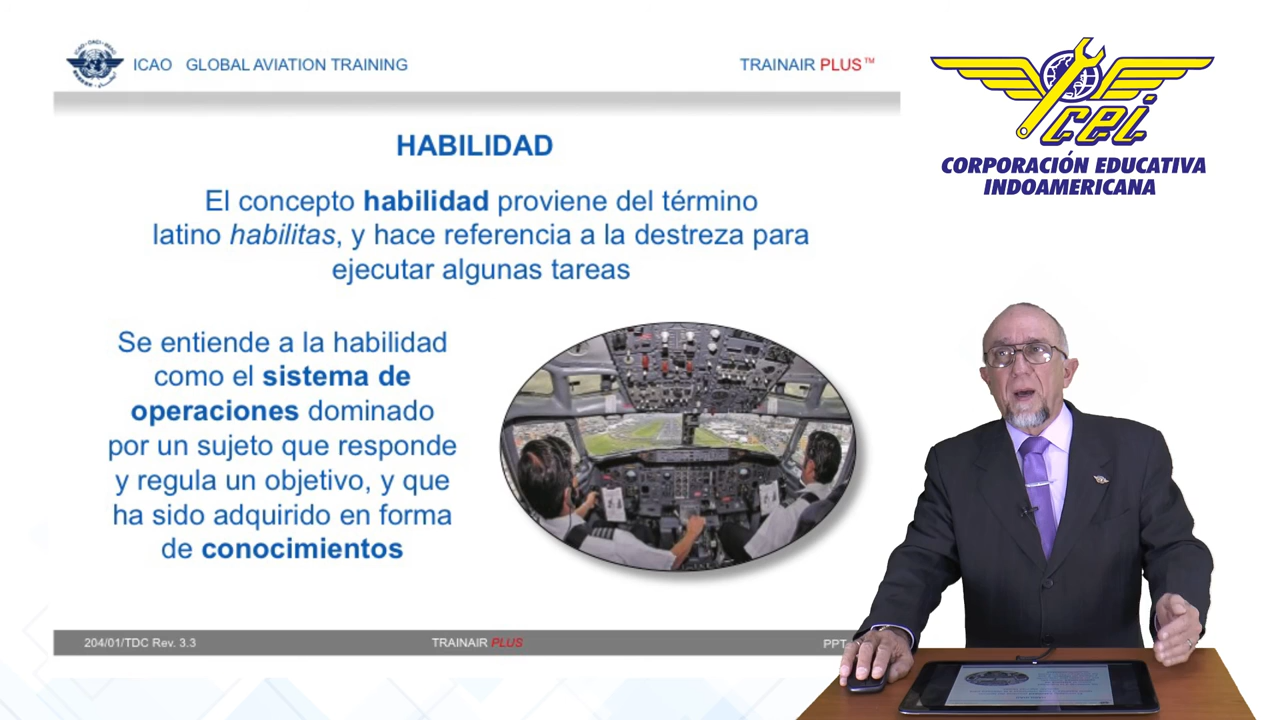 ICAO GLOBAL AVIATION TRAINING
TRAINAIR PLUS™
HABILIDAD
El concepto habilidad proviene del término
latino habilitas, y hace referencia a la destreza para
ejecutar algunas tareas
Se entiende a la habilidad
como el sistema de
operaciones dominado
por un sujeto que responde
y regula un objetivo, y que
ha sido adquirido en forma
de conocimientos
204/01/TDC Rev. 3.3
TRAINAIR PLUS
PPT
cei
CORPORACIÓN EDUCATIVA
INDOAMERICANA